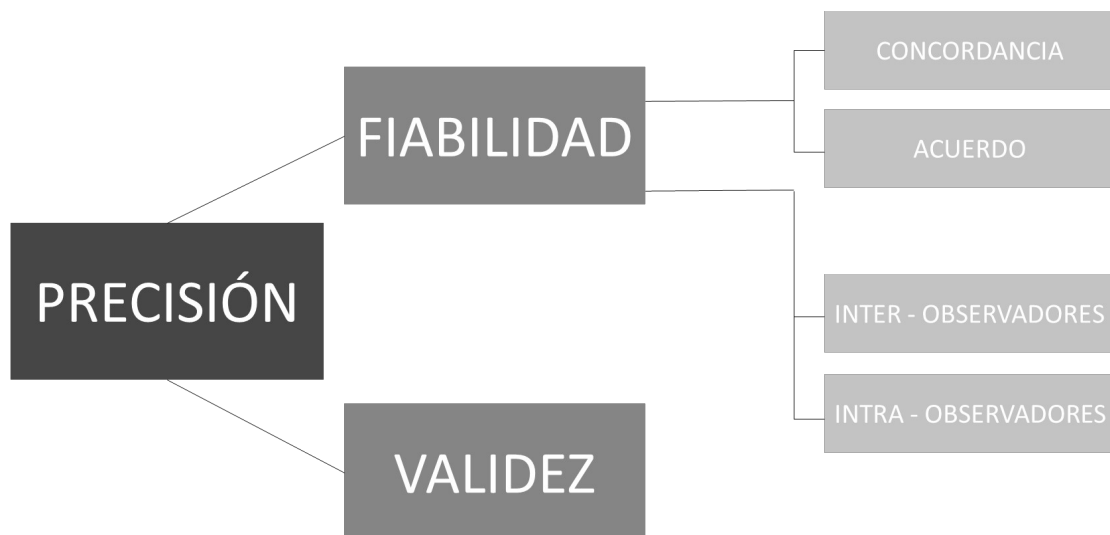 PRECISIÓN
FIABILIDAD
VALIDEZ
CONCORDANCIA
ACUERDO
INTER - OBSERVADORES
INTRA - OBSERVADORES